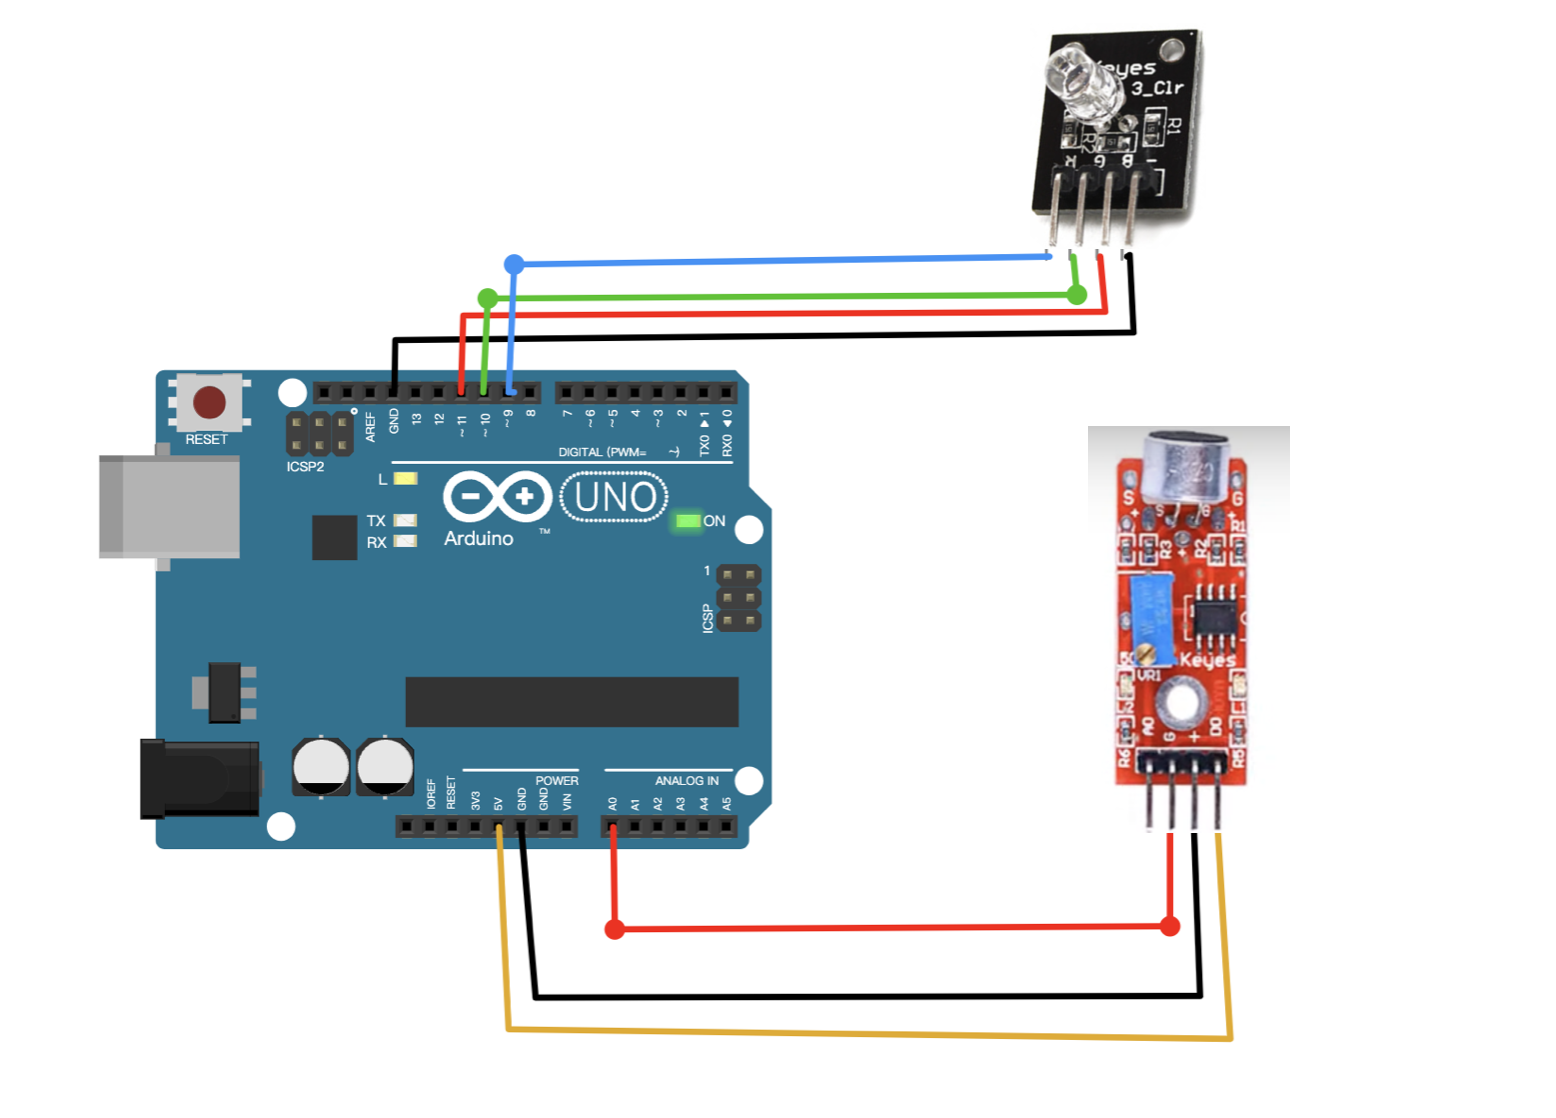 Keyes
3_Clr
R1
R2
R G B -
RESET
ICSP2
AREF
GND
13
12
~11
~10
~9
8
7
~6
~5
4
~3
2
TX0 ▶1
RX0 ◀0
DIGITAL (PWM= ~)
L
TX
RX
Arduino
™
UNO
ON
1
ICSP
IOREF
RESET
3V3
5V
GND
GND
VIN
POWER
ANALOG IN
A0
A1
A2
A3
A4
A5
S
G
+
+
S
G
+
R3
R2
R1
Keyes
VR1
A0
G
+
D0
R6
R5